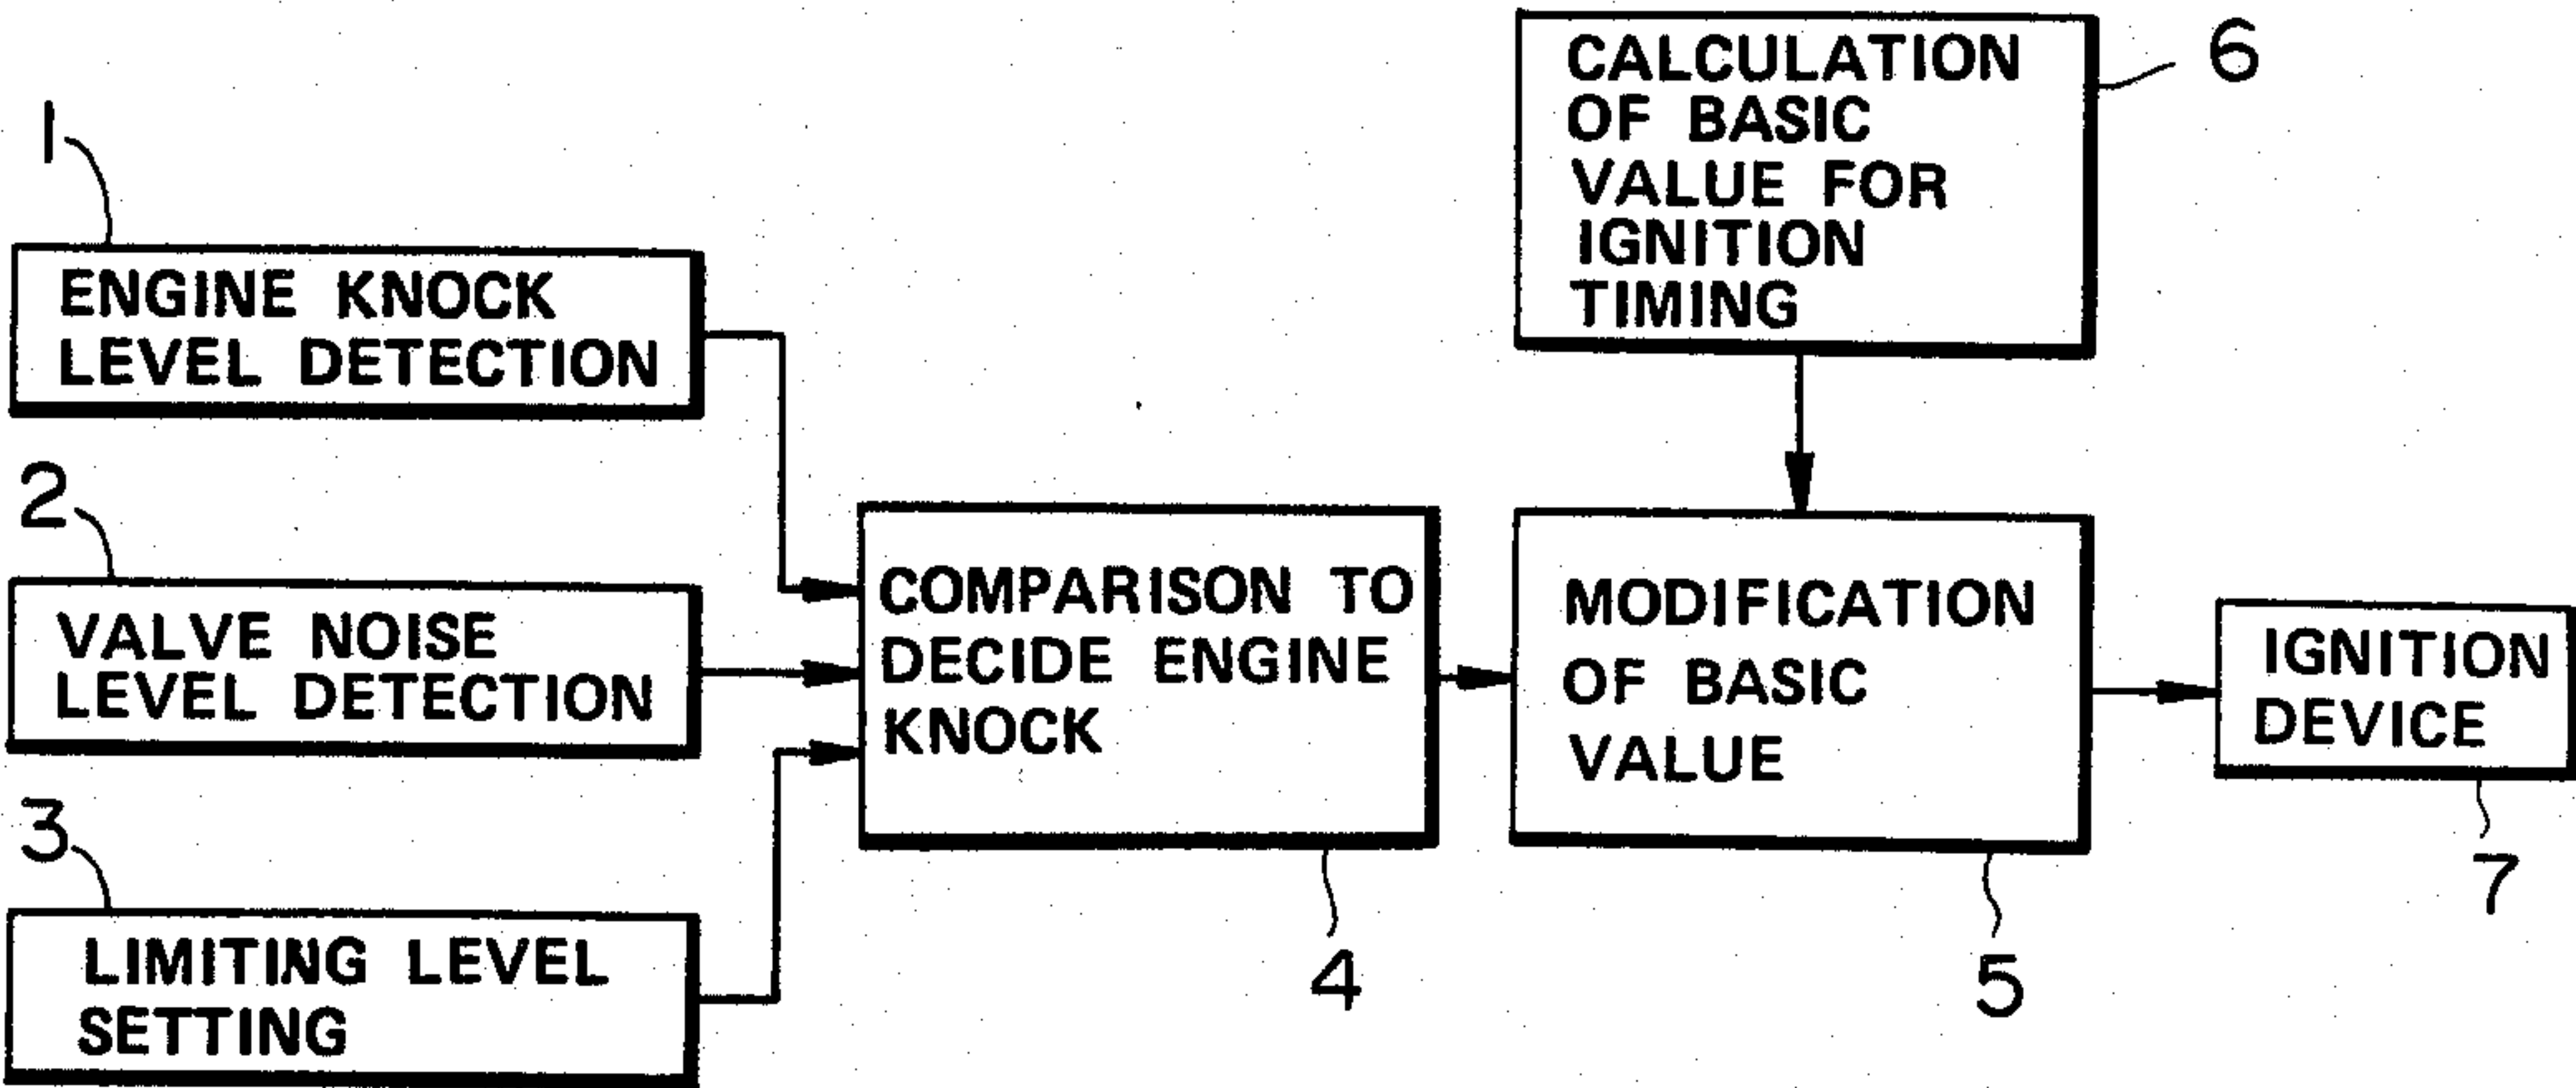 1
ENGINE KNOCK
LEVEL DETECTION
2
VALVE NOISE
LEVEL DETECTION
3
LIMITING LEVEL
SETTING
COMPARISON TO
DECIDE ENGINE
KNOCK
4
CALCULATION
OF BASIC
VALUE FOR
IGNITION
TIMING
6
MODIFICATION
OF BASIC
VALUE
5
IGNITION
DEVICE
7